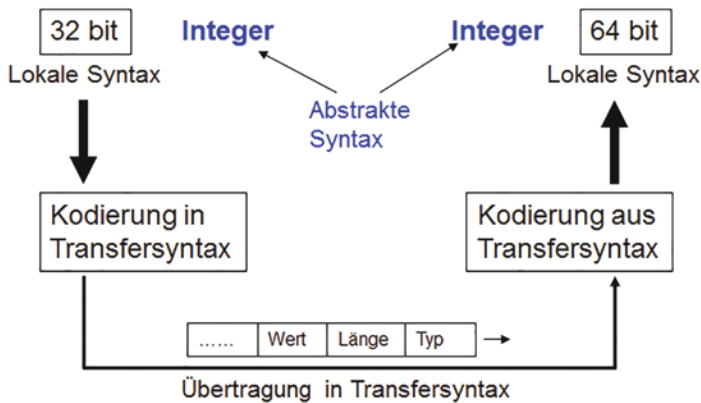 32 bit
Integer
Integer
64 bit
Lokale Syntax
Lokale Syntax
Abstrakte
Syntax
Kodierung in
Transfersyntax
Kodierung aus
Transfersyntax
......
Wert
Länge
Typ
Übertragung in Transfersyntax